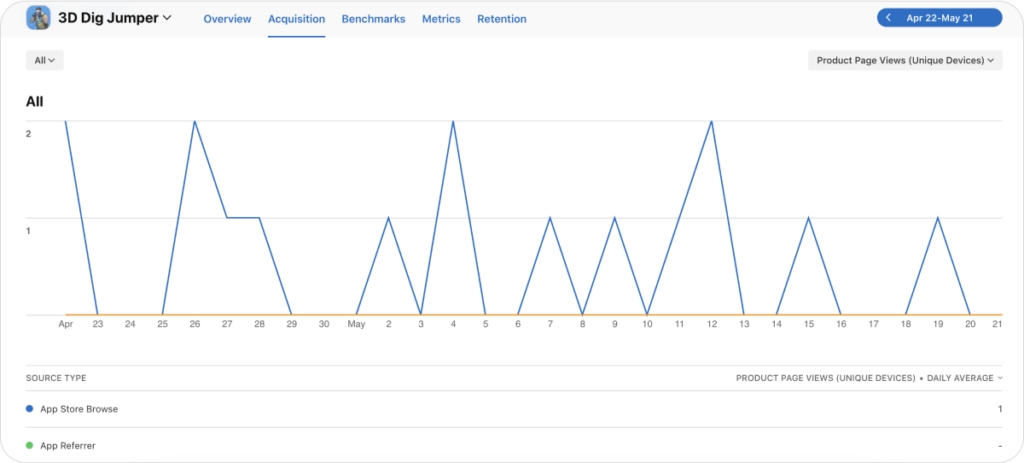 3D Dig Jumper Overview Acquisition Benchmarks Metrics Retention Apr 22-May 21
All Product Page Views (Unique Devices)
All
2
1
Apr 23 24 25 26 27 28 29 30 May 2 3 4 5 6 7 8 9 10 11 12 13 14 15 16 17 18 19 20 21
SOURCE TYPE PRODUCT PAGE VIEWS (UNIQUE DEVICES) • DAILY AVERAGE
App Store Browse 1
App Referrer -